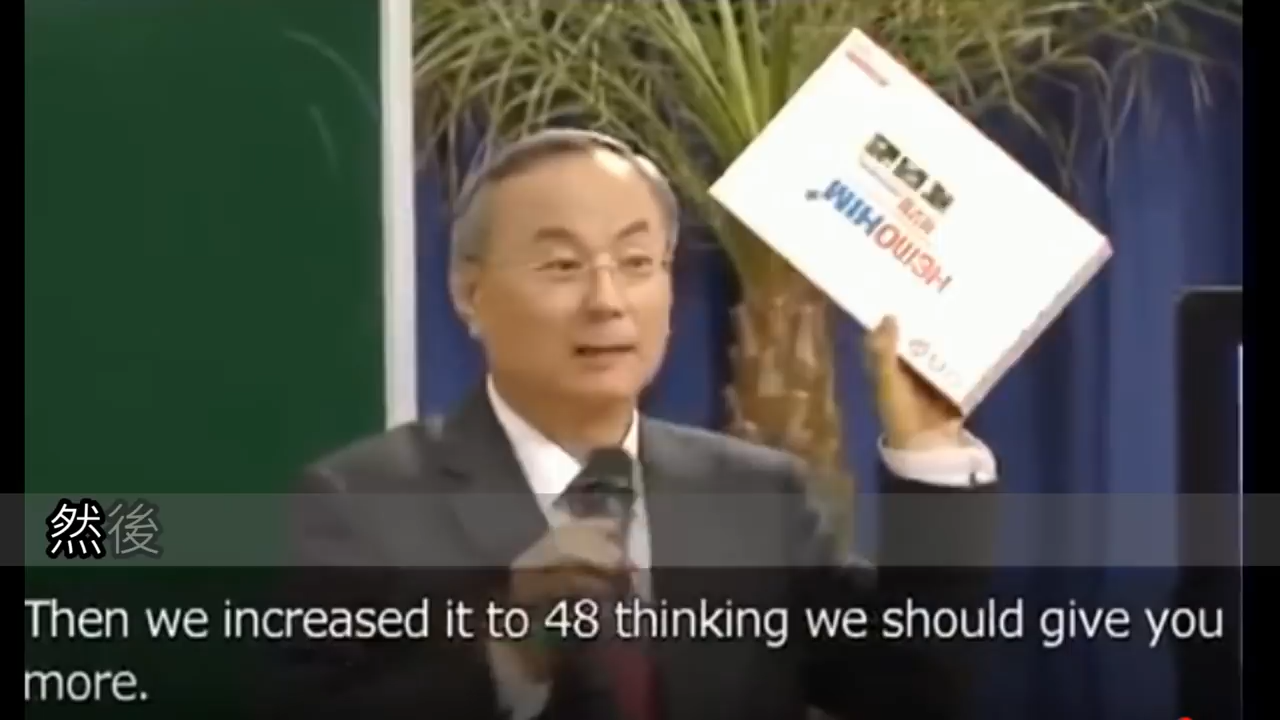 HEMOHIM
然後
Then we increased it to 48 thinking we should give you
more.